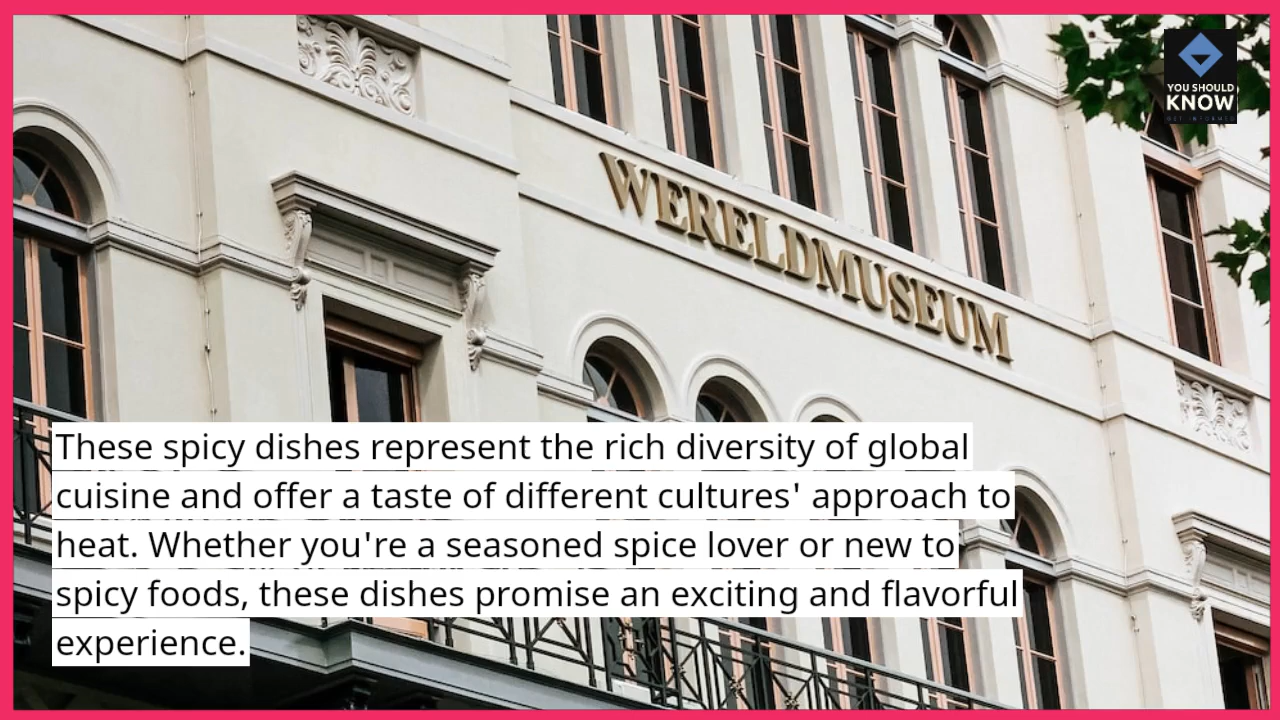 YOU SHOULD
KNOW
GET INFORMED
WERELDMUSEUM
These spicy dishes represent the rich diversity of global
cuisine and offer a taste of different cultures' approach to
heat. Whether you're a seasoned spice lover or new to
spicy foods, these dishes promise an exciting and flavorful
experience.